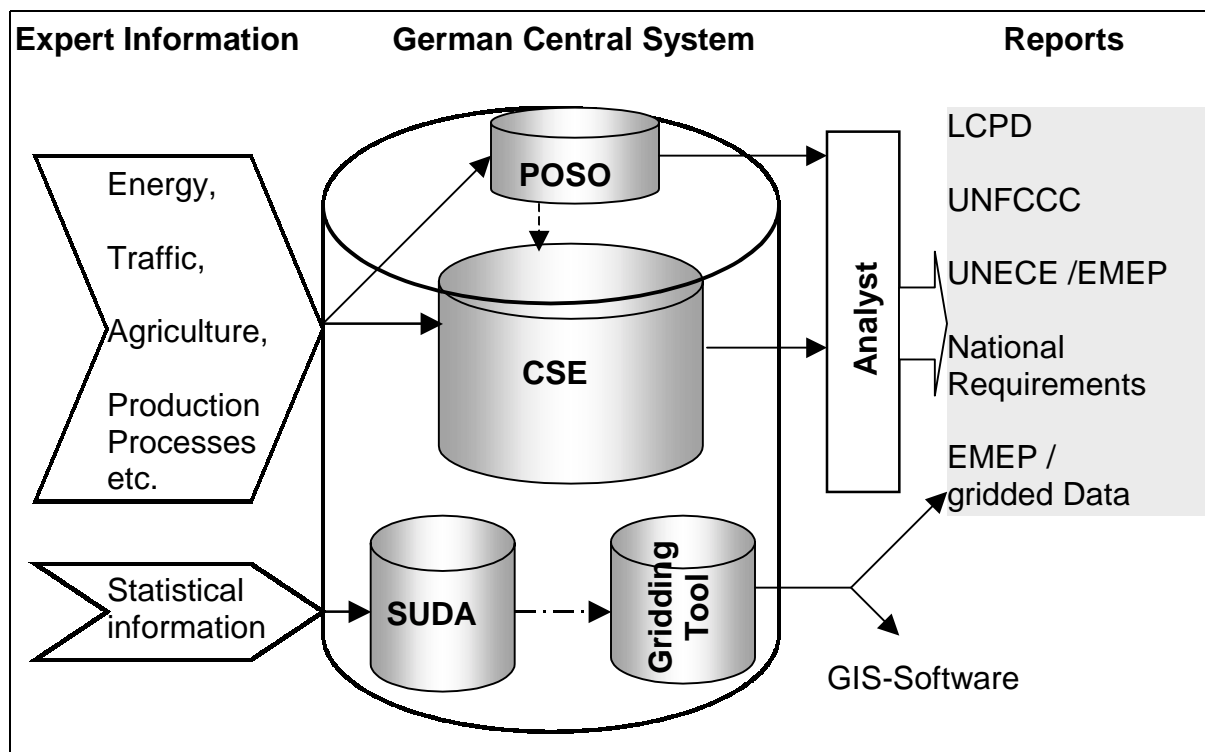 Expert Information
German Central System
Reports
Energy,
Traffic,
Agriculture,
Production
Processes
etc.
Statistical
information
POSO
CSE
SUDA
Gridding
Tool
Analyst
LCPD
UNFCCC
UNECE /EMEP
National
Requirements
EMEP /
gridded Data
GIS-Software